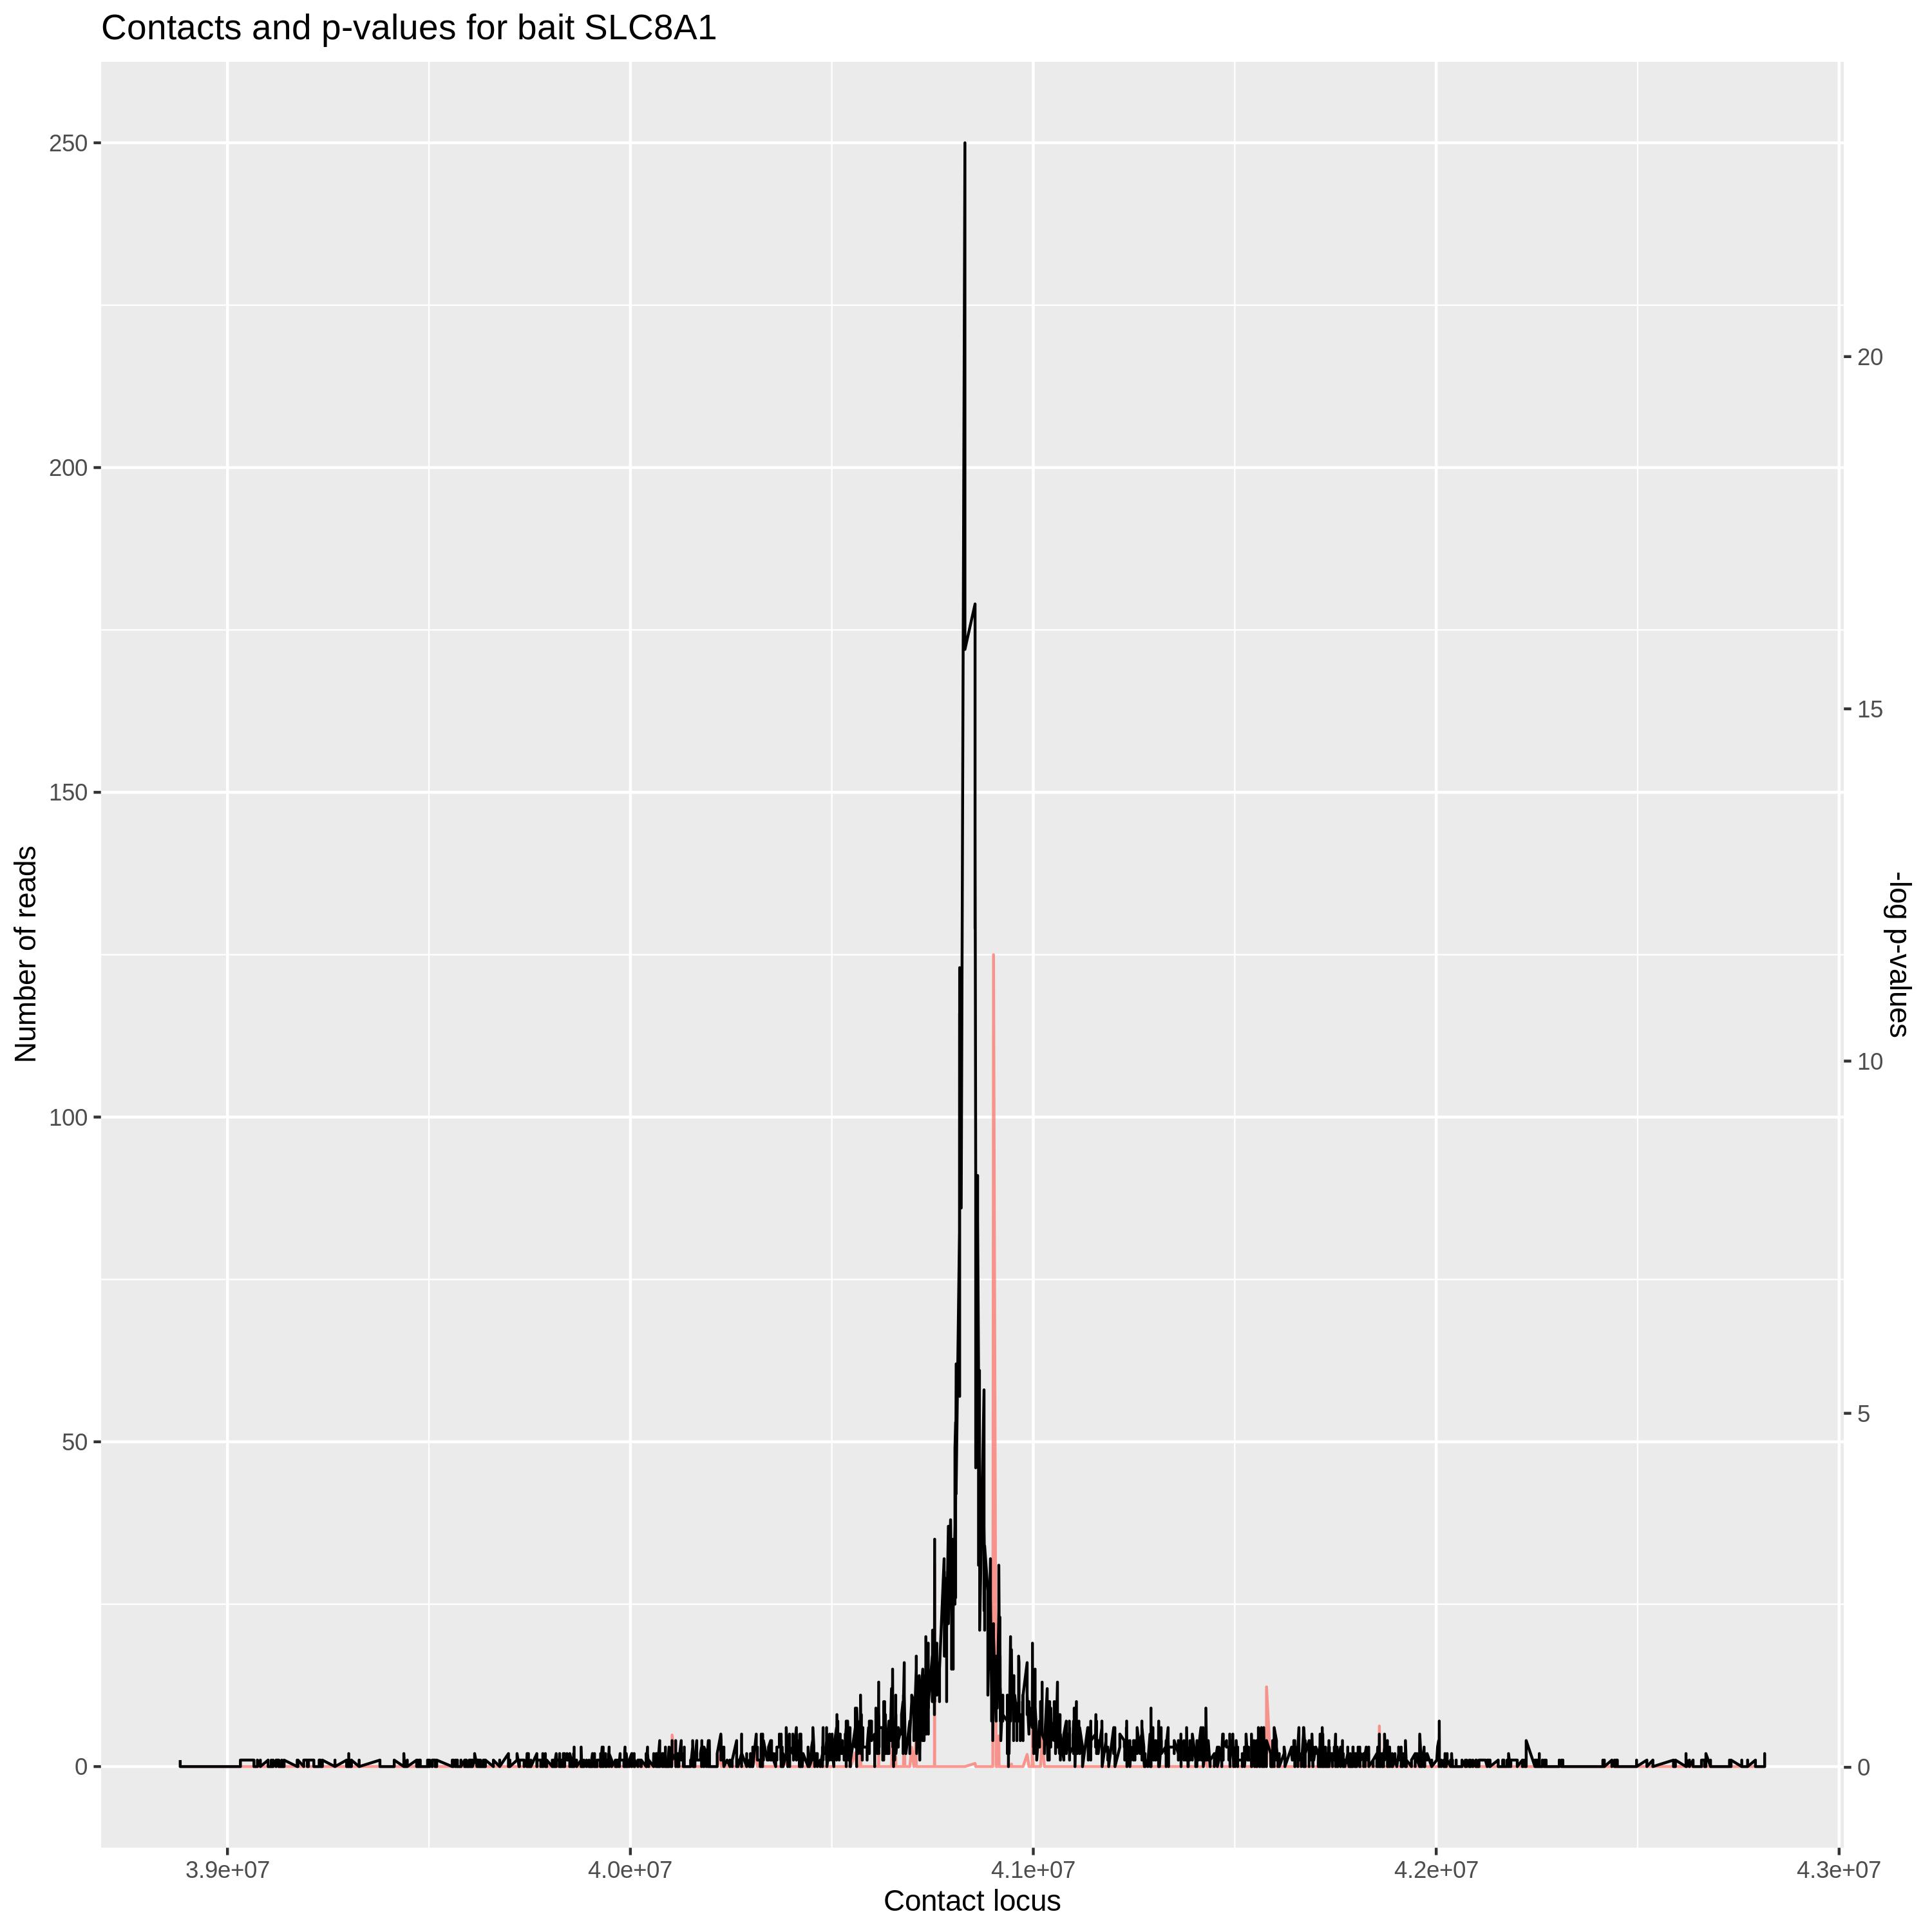 Contacts and p-values for bait SLC8A1
250
200
150
100
50
0
Number of reads
20
15
10
5
0
-log p-values
3.9e+07
4.0e+07
4.1e+07
4.2e+07
4.3e+07
Contact locus